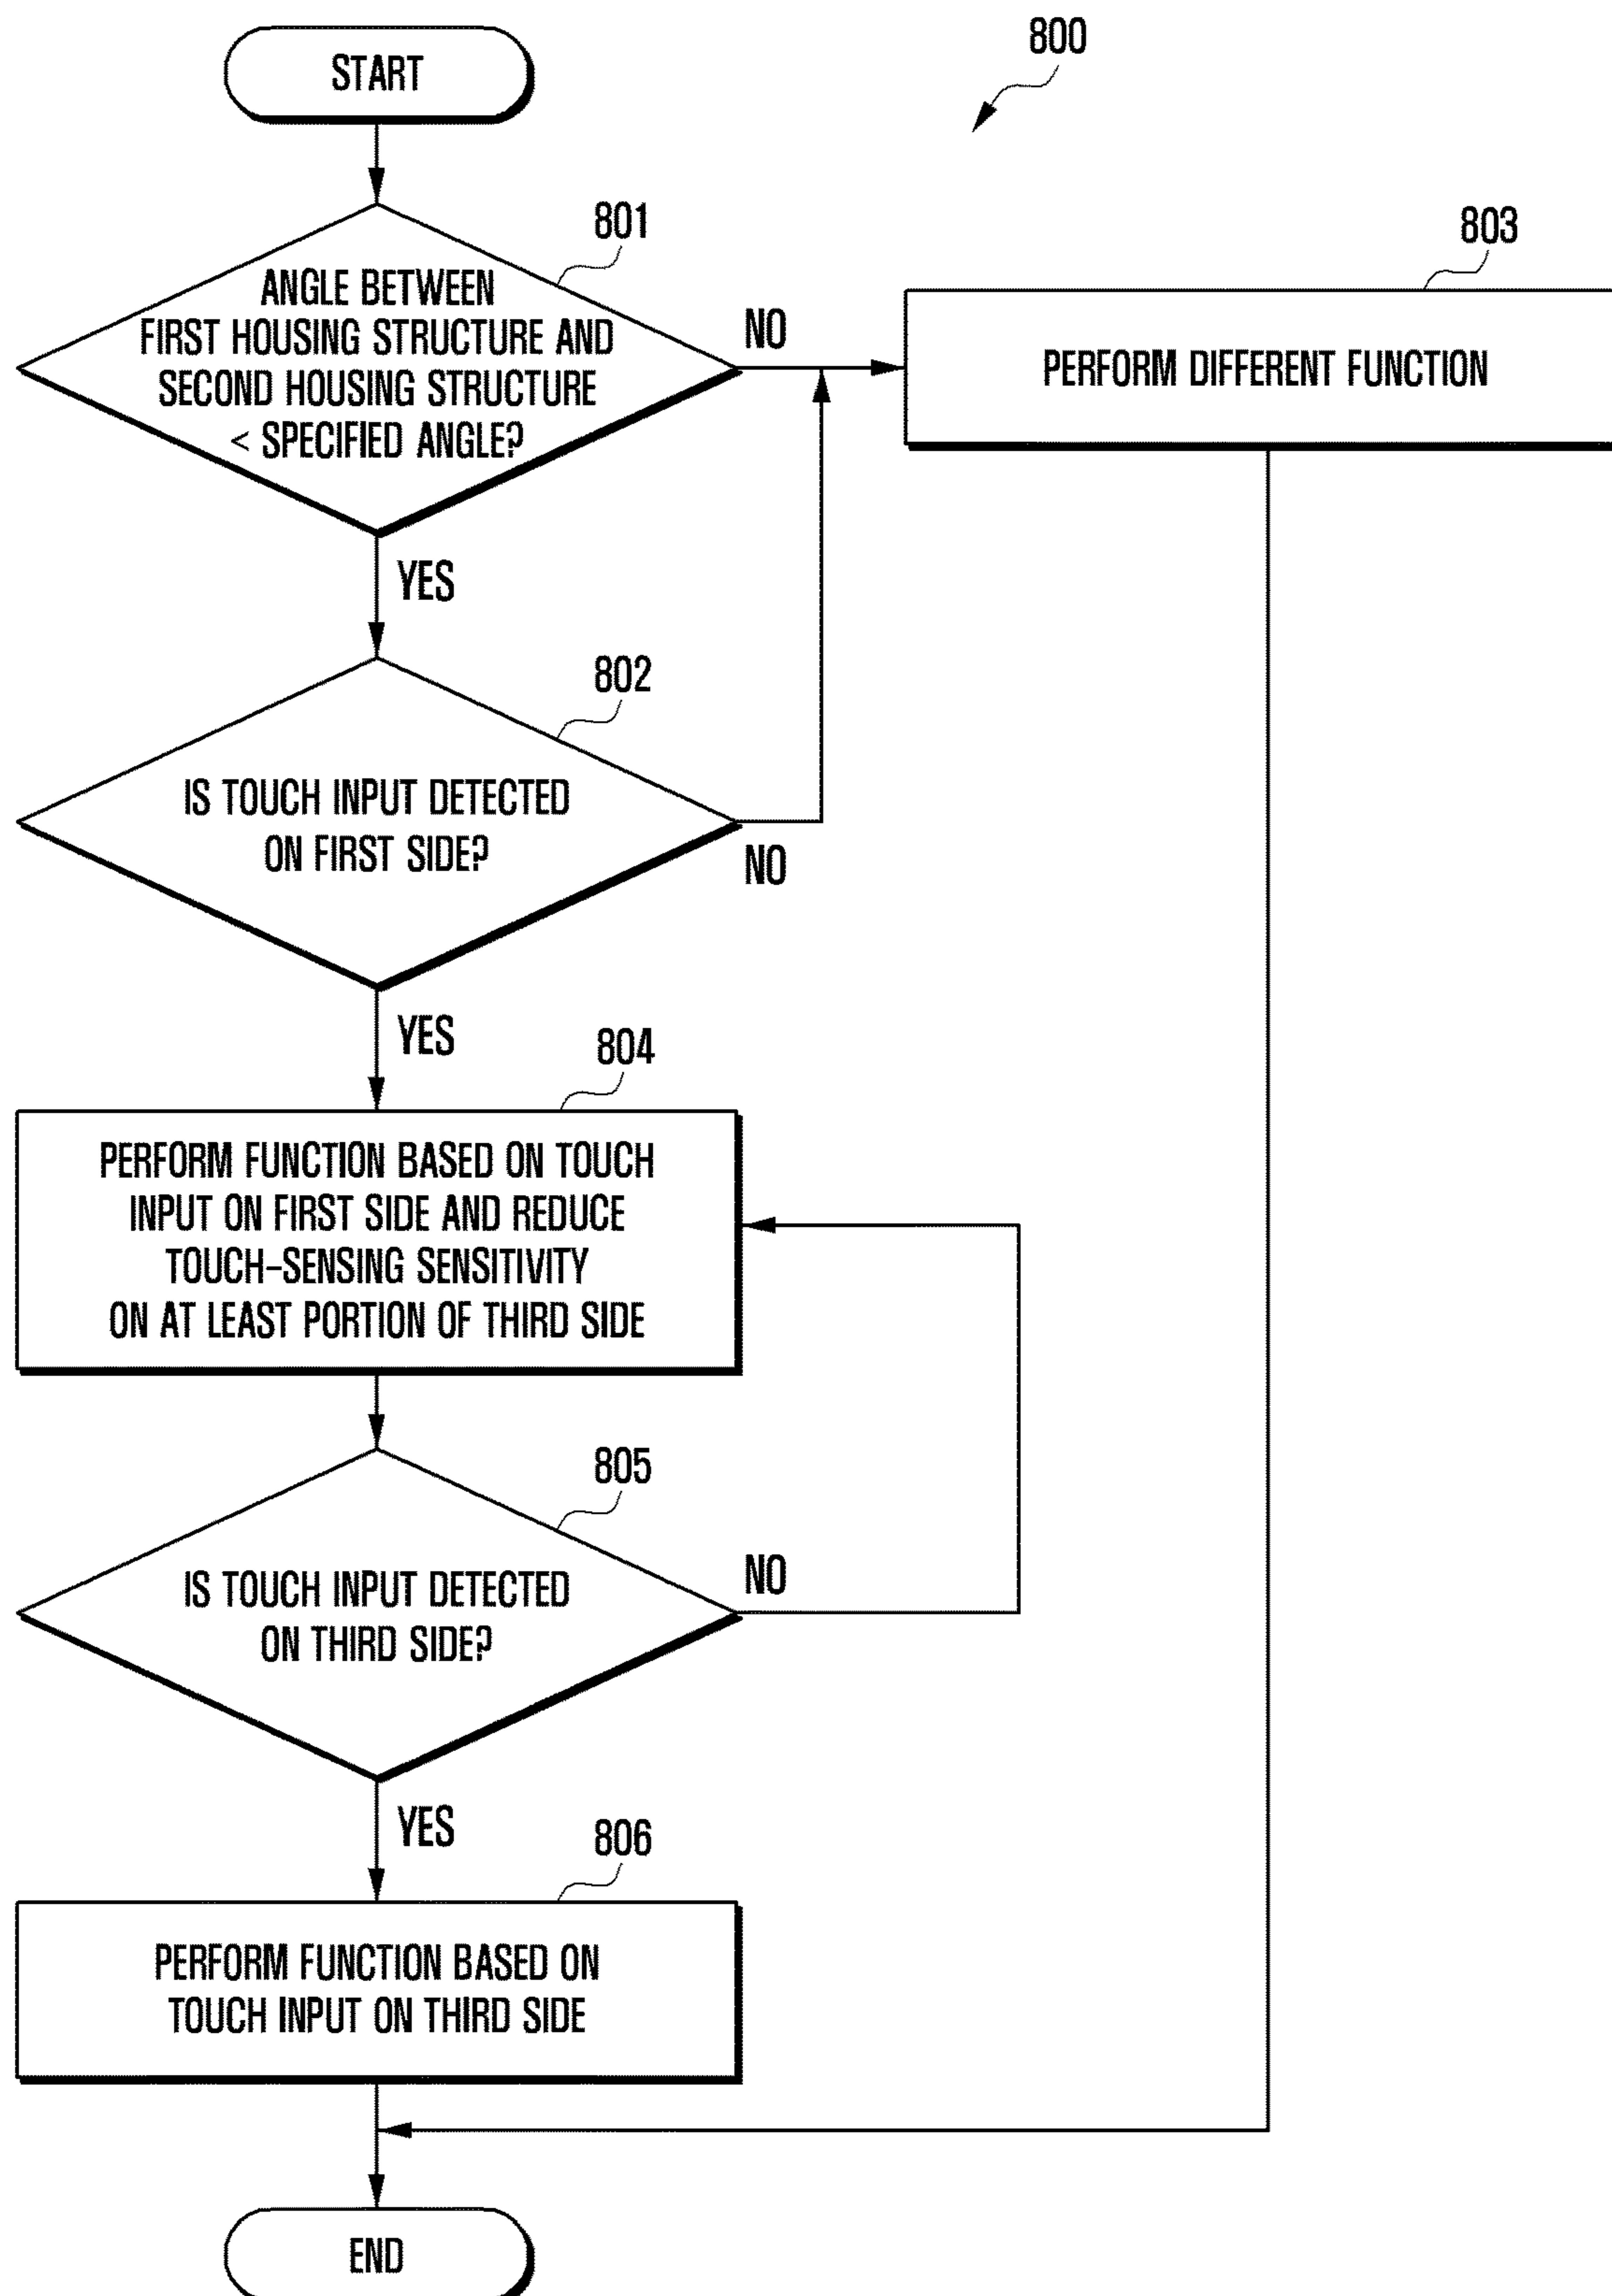 800
START
801
ANGLE BETWEEN
FIRST HOUSING STRUCTURE AND
SECOND HOUSING STRUCTURE
< SPECIFIED ANGLE?
NO
803
PERFORM DIFFERENT FUNCTION
YES
802
IS TOUCH INPUT DETECTED
ON FIRST SIDE?
NO
YES
804
PERFORM FUNCTION BASED ON TOUCH
INPUT ON FIRST SIDE AND REDUCE
TOUCH-SENSING SENSITIVITY
ON AT LEAST PORTION OF THIRD SIDE
805
IS TOUCH INPUT DETECTED
ON THIRD SIDE?
NO
YES
806
PERFORM FUNCTION BASED ON
TOUCH INPUT ON THIRD SIDE
END